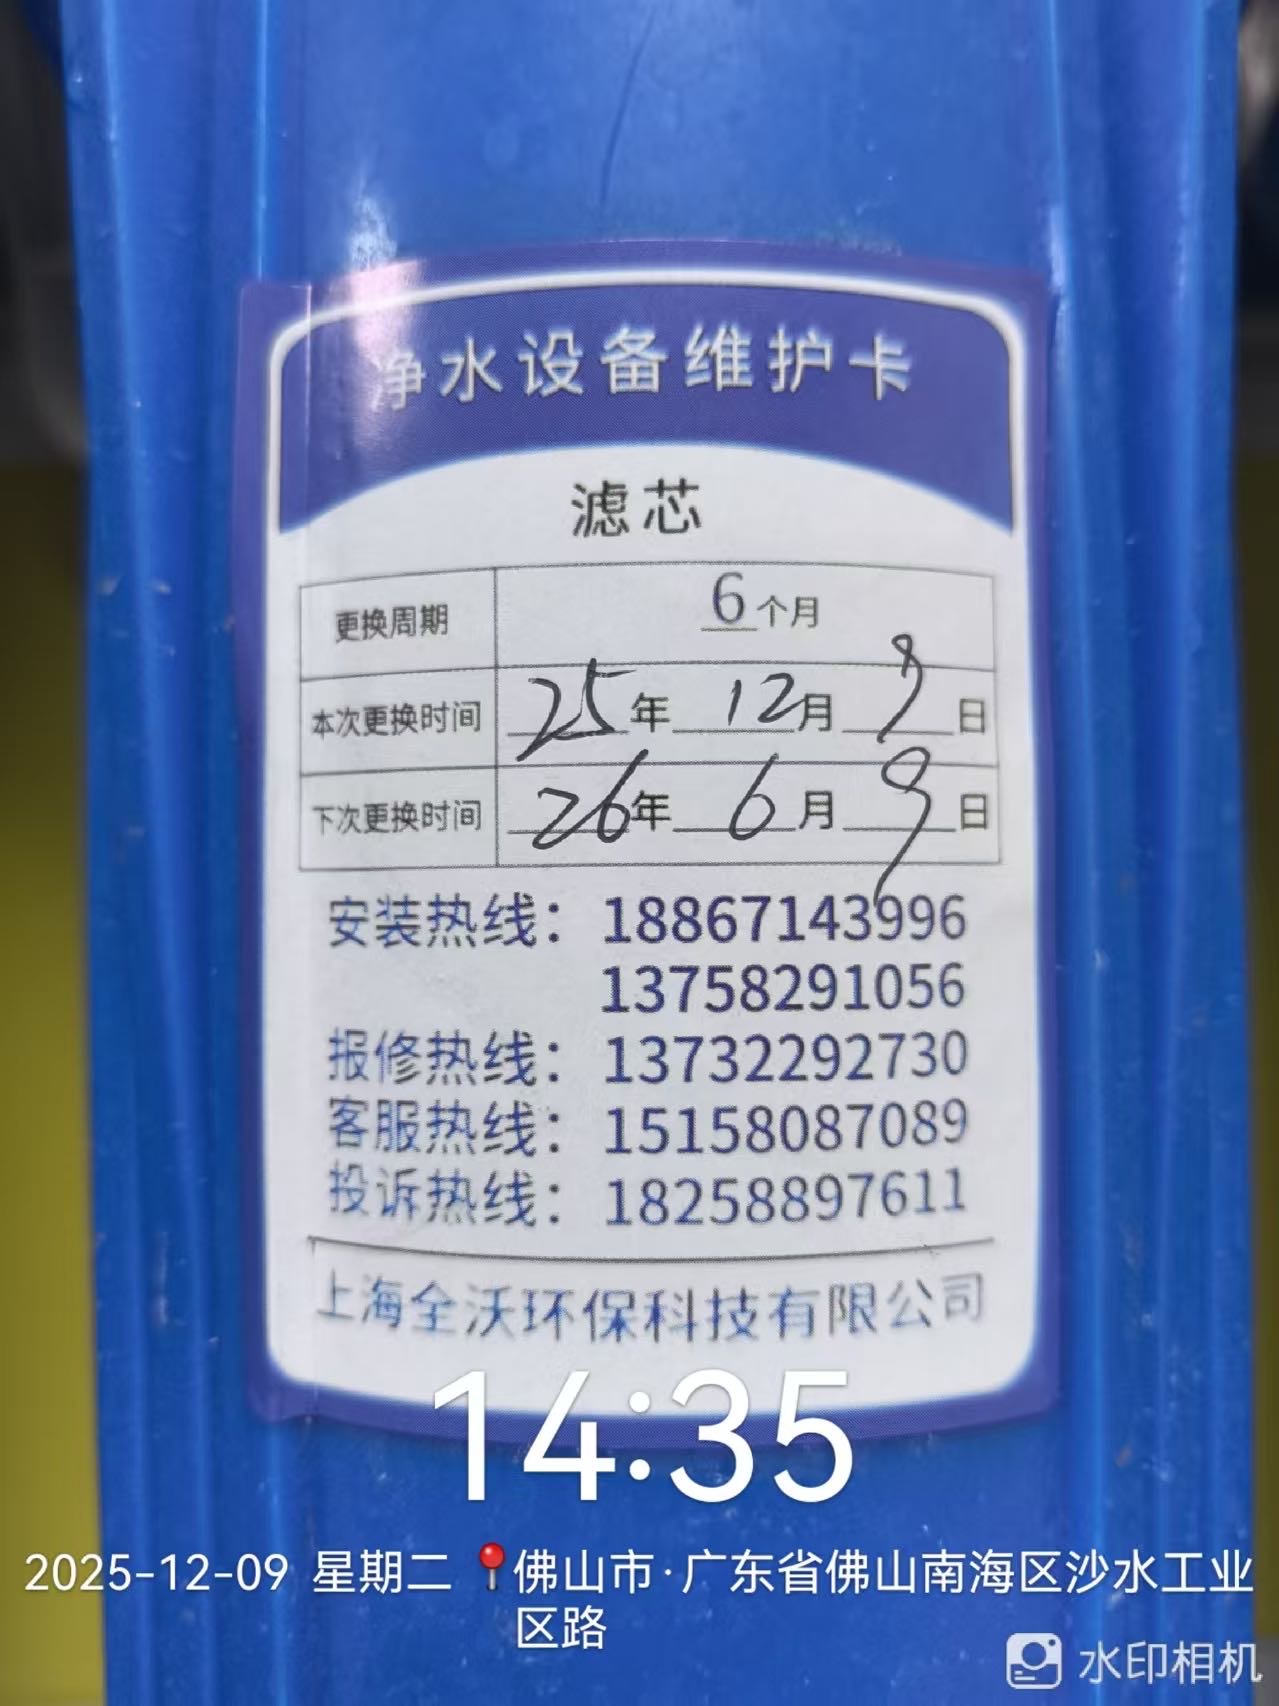 净水设备维护卡
滤芯
更换周期 6个月
本次更换时间 25年 12月 9日
下次更换时间 26年 6月 9日
安装热线：18867143996
13758291056
报修热线：13732292730
客服热线：15158087089
投诉热线：18258897611
上海全沃环保科技有限公司
14:35
2025-12-09 星期二 佛山市·广东省佛山南海区沙水工业
区路
水印相机